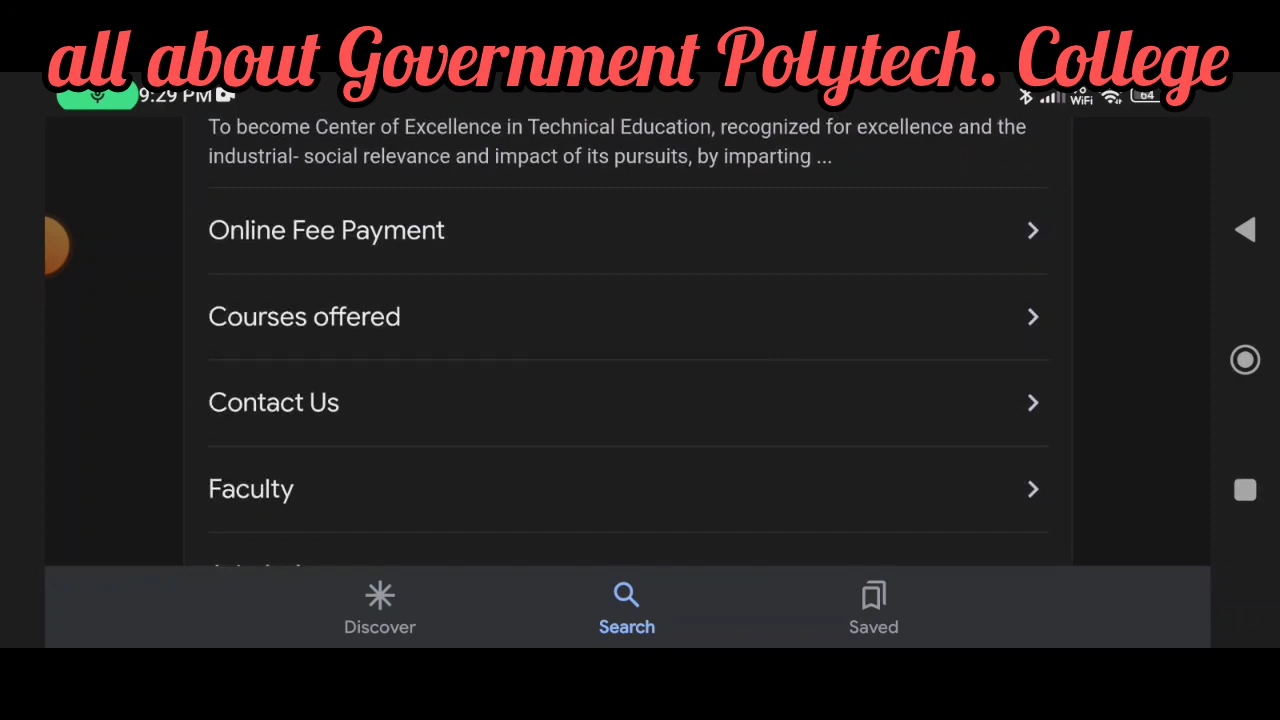 all about Government Polytech. College
9:29 PM
WiFi 64
To become Center of Excellence in Technical Education, recognized for excellence and the
industrial- social relevance and impact of its pursuits, by imparting ...
Online Fee Payment
Courses offered
Contact Us
Faculty
Discover
Search
Saved